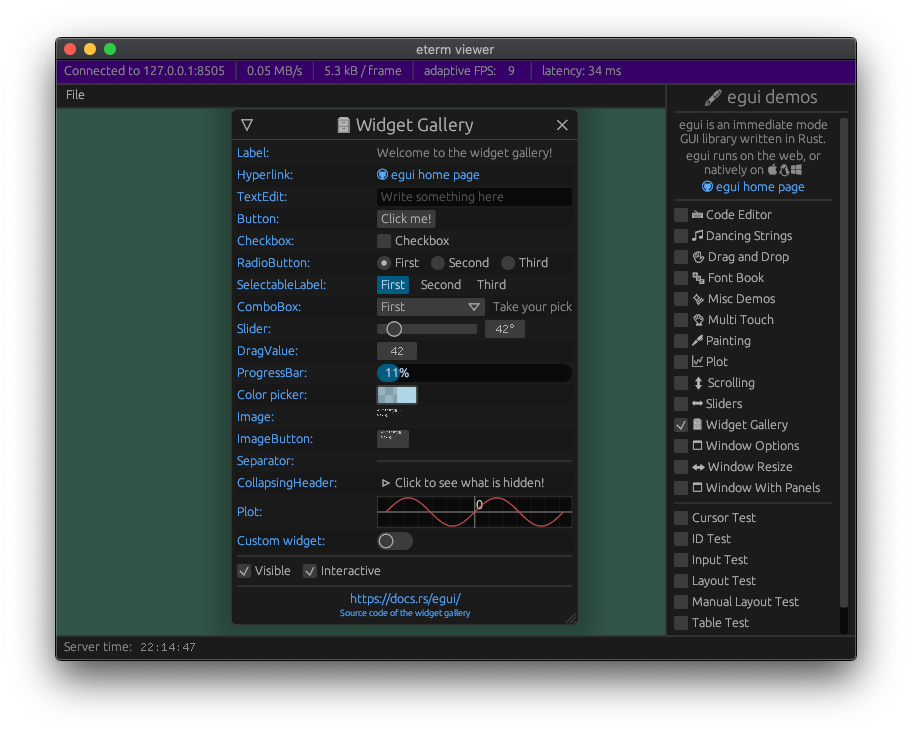 eterm viewer
Connected to 127.0.0.1:8505 0.05 MB/s 5.3 kB / frame adaptive FPS: 9 latency: 34 ms
File
Widget Gallery
Label: Welcome to the widget gallery!
Hyperlink: egui home page
TextEdit: Write something here
Button: Click me!
Checkbox: Checkbox
RadioButton: First Second Third
SelectableLabel: First Second Third
ComboBox: First Take your pick
Slider: 42°
DragValue: 42
ProgressBar: 11%
Color picker:
Image:
ImageButton:
Separator:
CollapsingHeader: Click to see what is hidden!
Plot: 0
Custom widget:
Visible Interactive
https://docs.rs/egui/
Source code of the widget gallery
egui demos
egui is an immediate mode
GUI library written in Rust.
egui runs on the web, or
natively on
egui home page
Code Editor
Dancing Strings
Drag and Drop
Font Book
Misc Demos
Multi Touch
Painting
Plot
Scrolling
Sliders
Widget Gallery
Window Options
Window Resize
Window With Panels
Cursor Test
ID Test
Input Test
Layout Test
Manual Layout Test
Table Test
Server time: 22:14:47